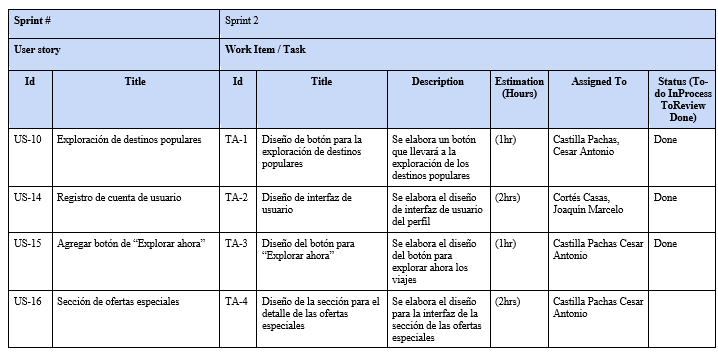 Sprint # Sprint 2
User story Work Item / Task
Id Title Id Title Description Estimation (Hours) Assigned To Status (To-do InProcess ToReview Done)
US-10 Exploración de destinos populares TA-1 Diseño de botón para la exploración de destinos populares Se elabora un botón que llevará a la exploración de los destinos populares (1hr) Castilla Pachas, Cesar Antonio Done
US-14 Registro de cuenta de usuario TA-2 Diseño de interfaz de usuario Se elabora el diseño de interfaz de usuario del perfil (2hrs) Cortés Casas, Joaquin Marcelo Done
US-15 Agregar botón de “Explorar ahora” TA-3 Diseño del botón para “Explorar ahora” Se elabora el diseño del botón para explorar ahora los viajes (1hr) Castilla Pachas Cesar Antonio Done
US-16 Sección de ofertas especiales TA-4 Diseño de la sección para el detalle de las ofertas especiales Se elabora el diseño para la interfaz de la sección de las ofertas especiales (2hrs) Castilla Pachas Cesar Antonio